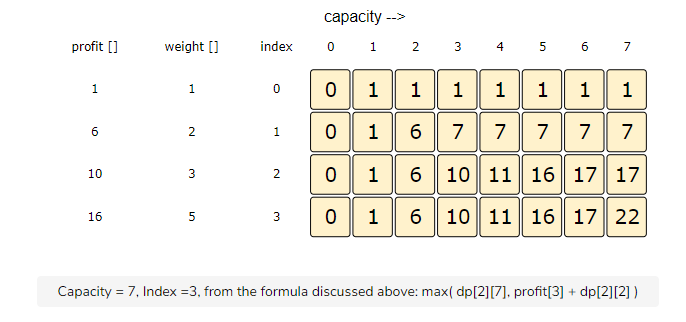 capacity -->
profit [] weight [] index 0 1 2 3 4 5 6 7
1 1 0 0 1 1 1 1 1 1 1
6 2 1 0 1 6 7 7 7 7 7
10 3 2 0 1 6 10 11 16 17 17
16 5 3 0 1 6 10 11 16 17 22
Capacity = 7, Index =3, from the formula discussed above: max( dp[2][7], profit[3] + dp[2][2] )